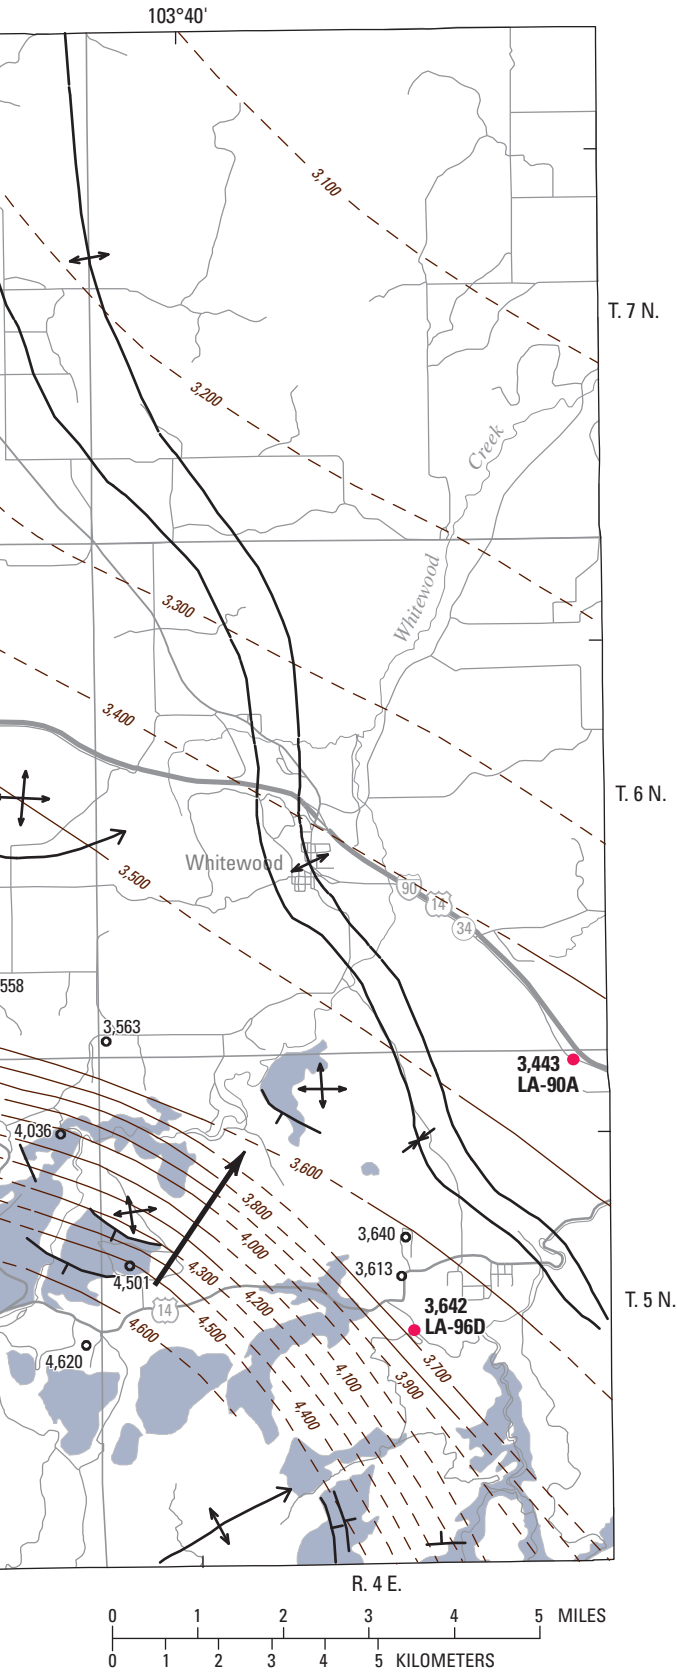 103°40'
3,100
T. 7 N.
3,200
Creek
Whitewood
3,300
3,400
T. 6 N.
Whitewood
3,500
90
14
34
558
3,563
3,443
LA-90A
4,036
3,600
3,800
4,000
3,640
4,501
4,300
3,613
4,200
14
3,642
LA-96D
T. 5 N.
4,600
4,500
4,620
4,100
3,900
3,700
4,400
R. 4 E.
0 1 2 3 4 5 MILES
0 1 2 3 4 5 KILOMETERS